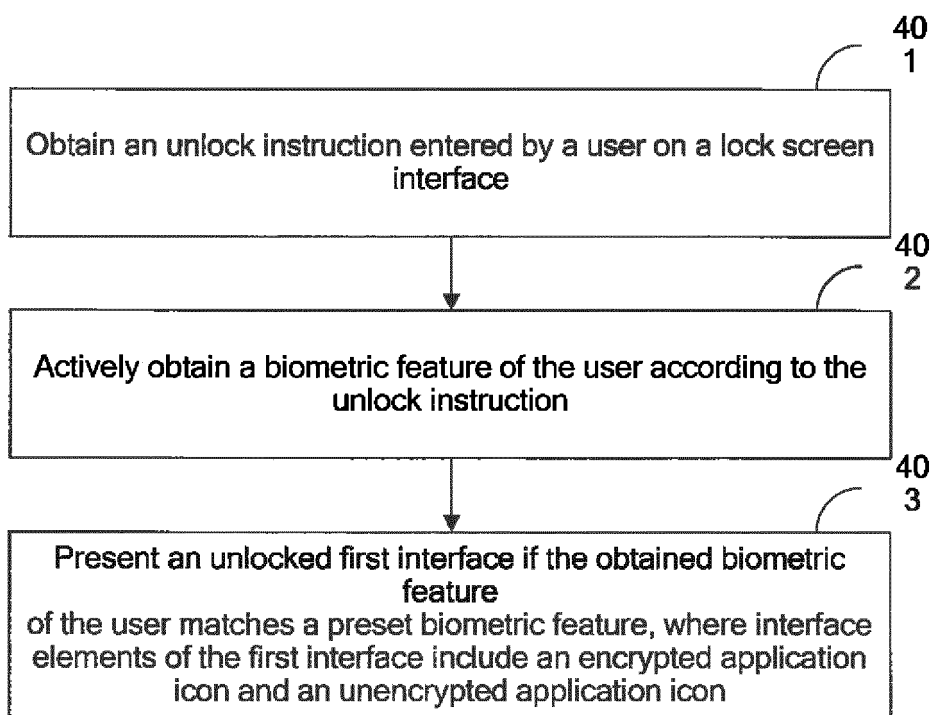 40
1
Obtain an unlock instruction entered by a user on a lock screen
interface
40
2
Actively obtain a biometric feature of the user according to the
unlock instruction
40
3
Present an unlocked first interface if the obtained biometric
feature
of the user matches a preset biometric feature, where interface
elements of the first interface include an encrypted application
icon and an unencrypted application icon